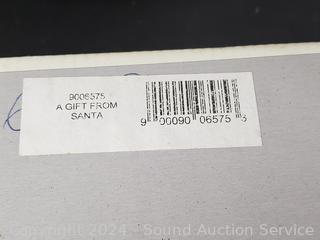 9006575
A GIFT FROM
SANTA
9 00090 06575 3
Copyright 2024, Sound Auction Service